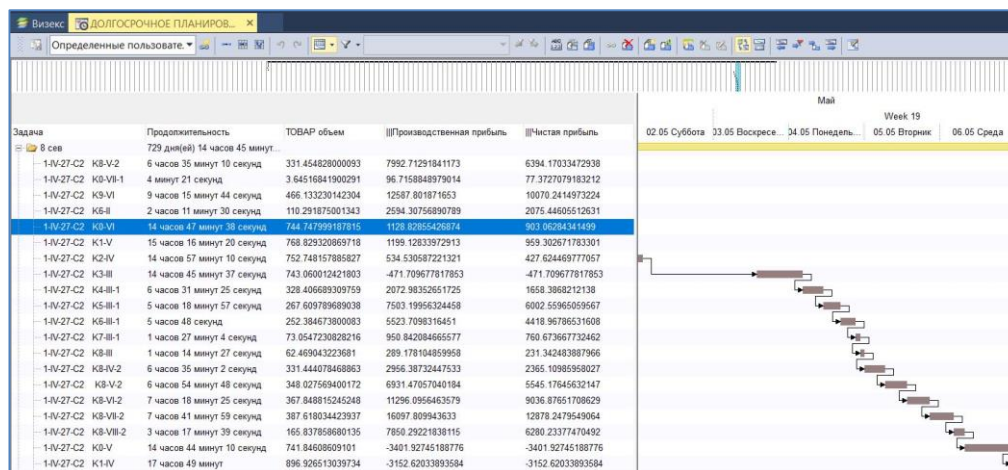 Визекс ДОЛГОСРОЧНОЕ ПЛАНИРОВ...
Определенные пользовате.
Май
Week 19
02.05 Суббота 03.05 Воскресе... 04.05 Понедель... 05.05 Вторник 06.05 Среда
Задача Продолжительность ТОВАР объем |||Производственная прибыль |||Чистая прибыль
8 сев 729 дня(ей) 14 часов 45 минут...
1-IV-27-C2 K8-V-2 6 часов 35 минут 10 секунд 331.454828000093 7992.71291841173 6394.17033472938
1-IV-27-C2 K0-VII-1 4 минут 21 секунд 3.64516841900291 96.7158848979014 77.3727079183212
1-IV-27-C2 K9-VI 9 часов 15 минут 44 секунд 466.133230142304 12587.801871653 10070.2414973224
1-IV-27-C2 K6-II 2 часов 11 минут 30 секунд 110.291875001343 2594.30756890789 2075.44605512631
1-IV-27-C2 K0-VI 14 часов 47 минут 38 секунд 744.747999187815 1128.82855426874 903.06284341499
1-IV-27-C2 K1-V 15 часов 16 минут 20 секунд 768.829320869718 1199.12833972913 959.302671783301
1-IV-27-C2 K2-IV 14 часов 57 минут 10 секунд 752.748157885827 534.530587221321 427.624469777057
1-IV-27-C2 K3-III 14 часов 45 минут 37 секунд 743.060012421803 -471.709677817853 -471.709677817853
1-IV-27-C2 K4-III-1 6 часов 31 минут 25 секунд 328.406689309759 2072.98352651725 1658.3868212138
1-IV-27-C2 K5-III-1 5 часов 18 минут 57 секунд 267.609789689038 7503.19956324458 6002.55965059567
1-IV-27-C2 K6-III-1 5 часов 48 секунд 252.384673800083 5523.7098316451 4418.96786531608
1-IV-27-C2 K7-III-1 1 часов 27 минут 4 секунд 73.0547230828216 950.842084665577 760.673667732462
1-IV-27-C2 K8-III 1 часов 14 минут 27 секунд 62.469043223681 289.178104859958 231.342483887966
1-IV-27-C2 K8-IV-2 6 часов 35 минут 2 секунд 331.444078468863 2956.38732447533 2365.10985958027
1-IV-27-C2 K8-V-2 6 часов 54 минут 48 секунд 348.027569400172 6931.47057040184 5545.17645632147
1-IV-27-C2 K8-VI-2 7 часов 18 минут 25 секунд 367.848815245248 11296.0956463579 9036.87651708629
1-IV-27-C2 K8-VII-2 7 часов 41 минут 59 секунд 387.618034423937 16097.809943633 12878.2479549064
1-IV-27-C2 K8-VIII-2 3 часов 17 минут 39 секунд 165.837858680135 7850.29221838115 6280.23377470492
1-IV-27-C2 K0-V 14 часов 44 минут 10 секунд 741.84608609101 -3401.92745188776 -3401.92745188776
1-IV-27-C2 K1-IV 17 часов 49 минут 896.926513039734 -3152.62033893584 -3152.62033893584